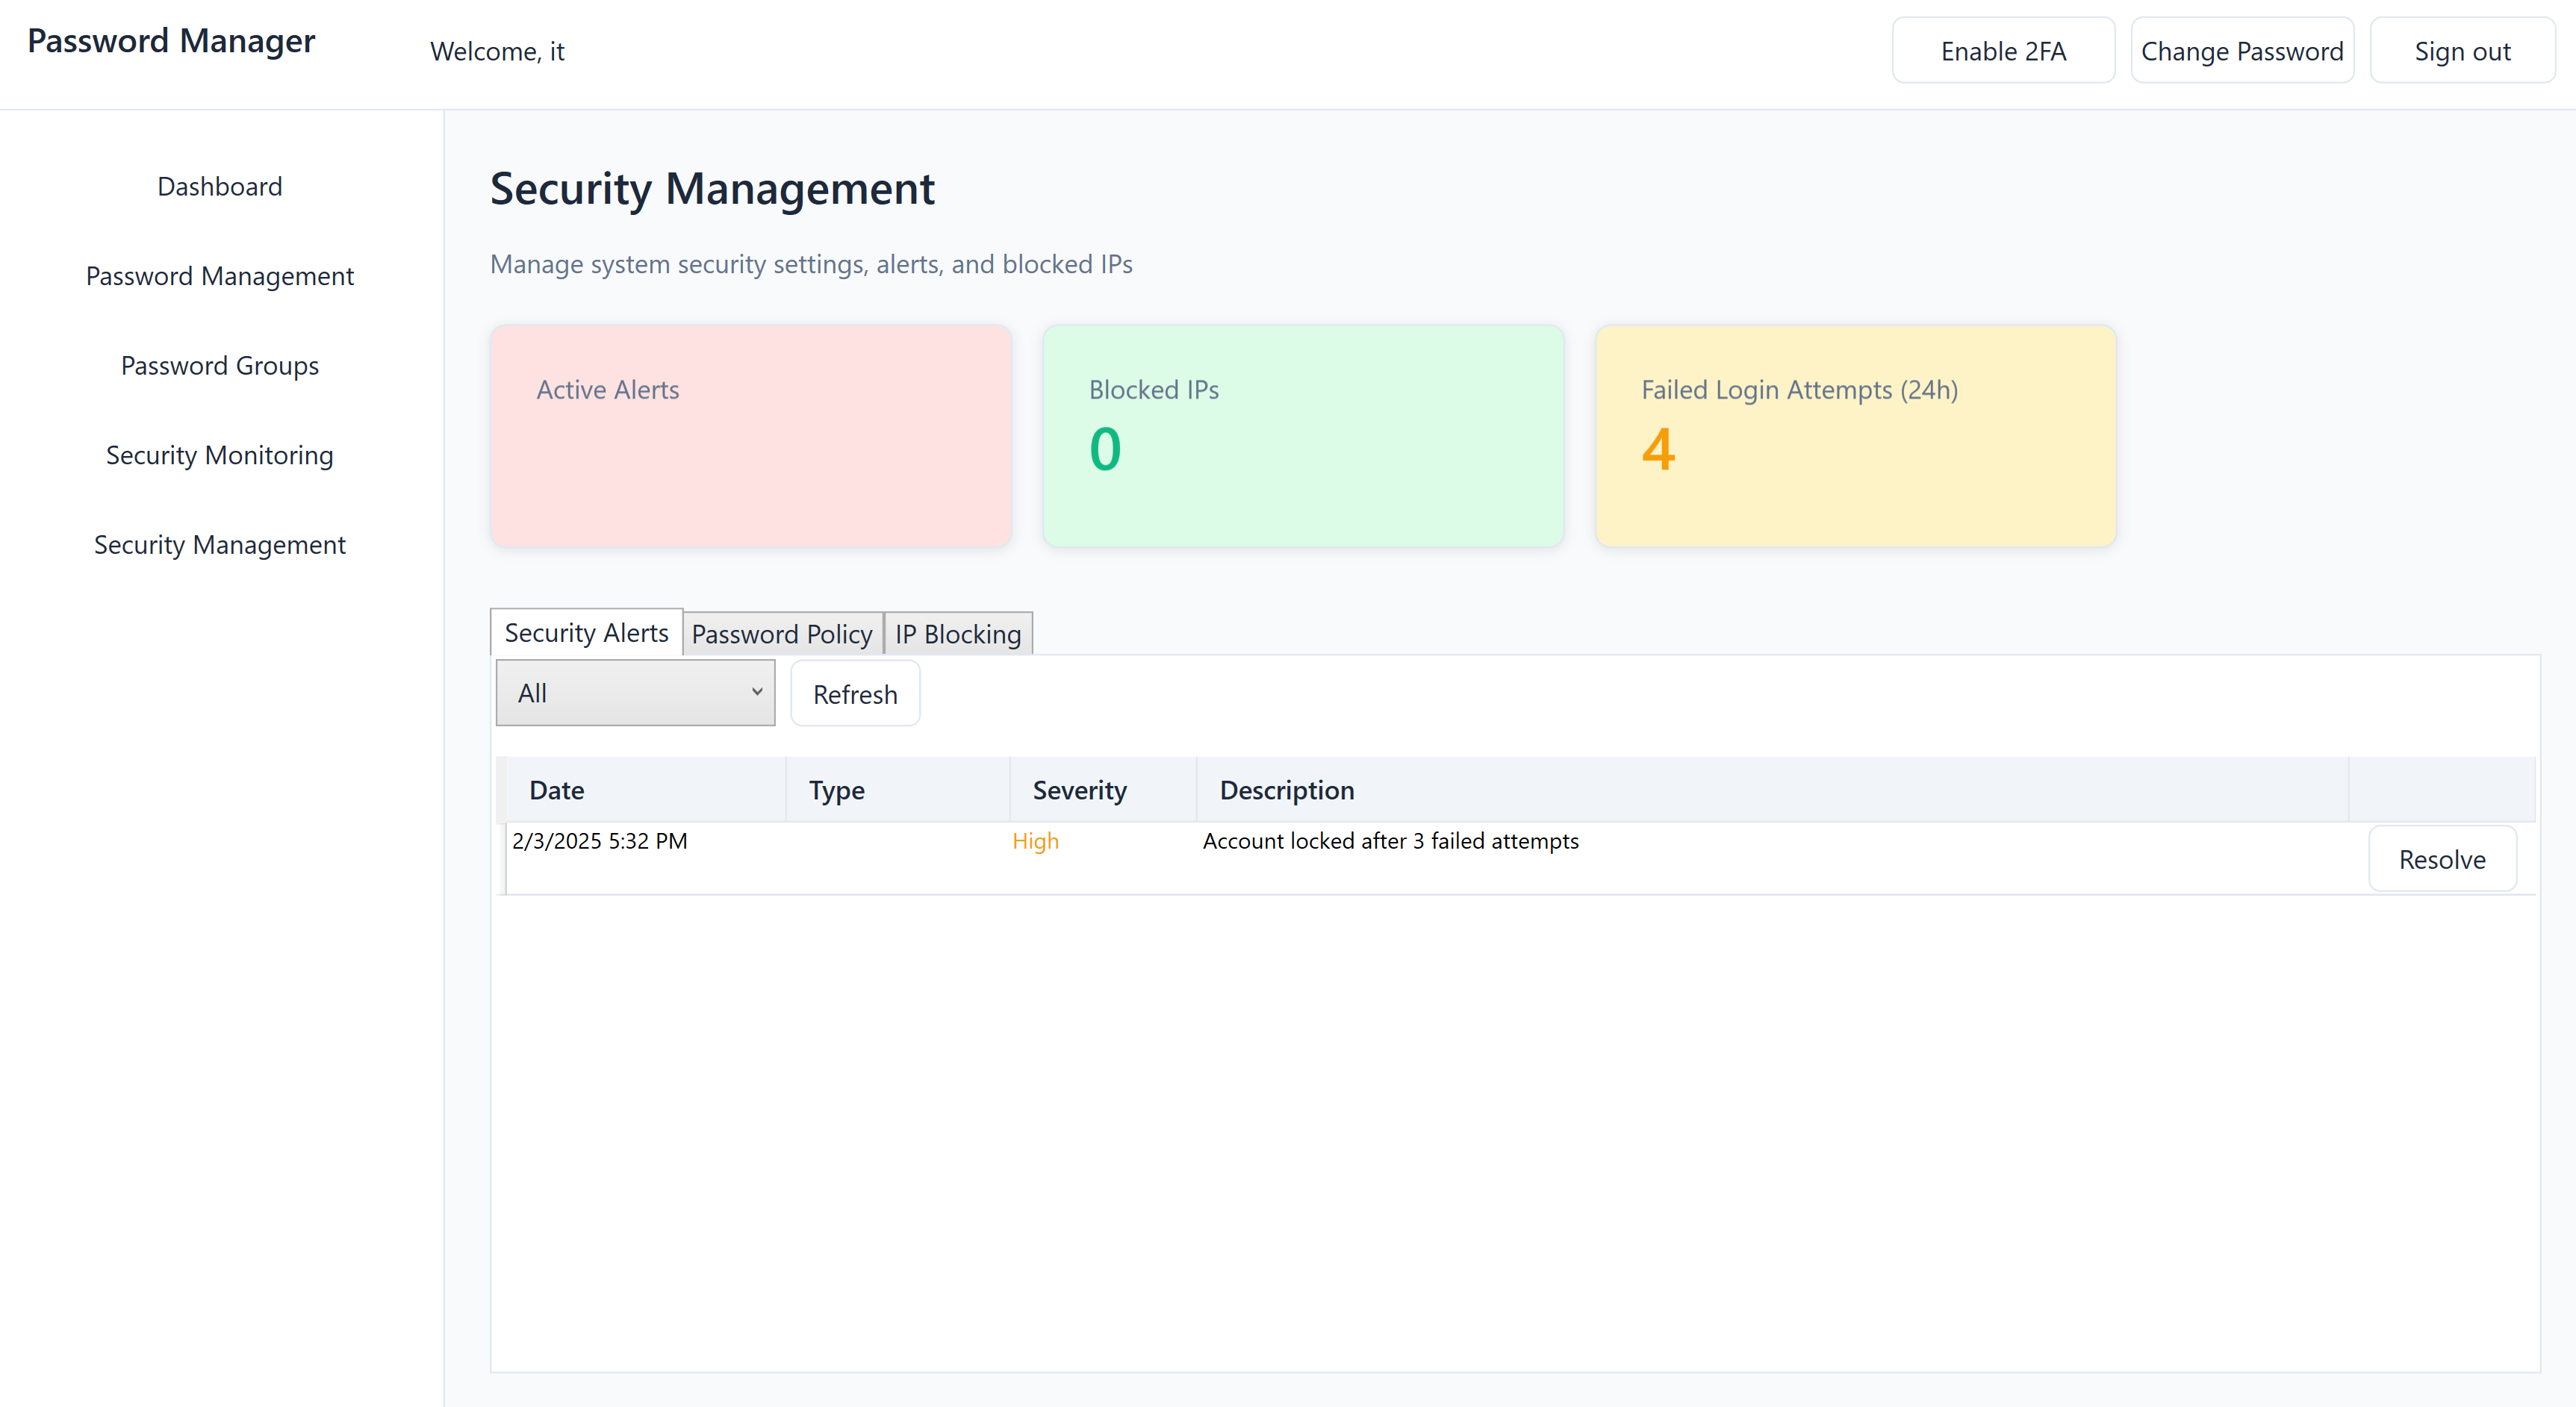 Password Manager
Welcome, it
Enable 2FA
Change Password
Sign out
Dashboard
Password Management
Password Groups
Security Monitoring
Security Management
Security Management
Manage system security settings, alerts, and blocked IPs
Active Alerts
Blocked IPs
0
Failed Login Attempts (24h)
4
Security Alerts
Password Policy
IP Blocking
All
Refresh
Date Type Severity Description
2/3/2025 5:32 PM High Account locked after 3 failed attempts Resolve